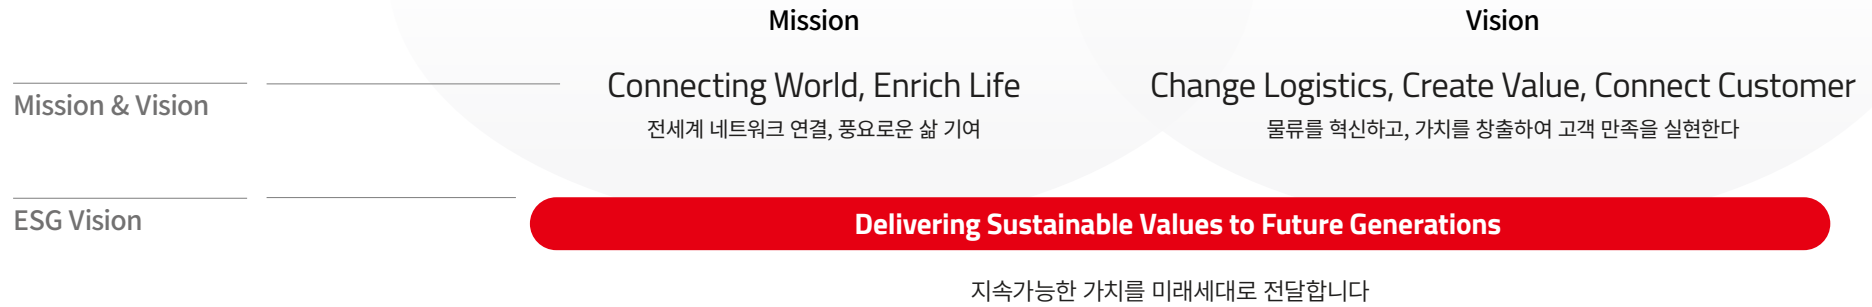 Mission
Vision
Mission & Vision
Connecting World, Enrich Life
전세계 네트워크 연결, 풍요로운 삶 기여
Change Logistics, Create Value, Connect Customer
물류를 혁신하고, 가치를 창출하여 고객 만족을 실현한다
ESG Vision
Delivering Sustainable Values to Future Generations
지속가능한 가치를 미래세대로 전달합니다